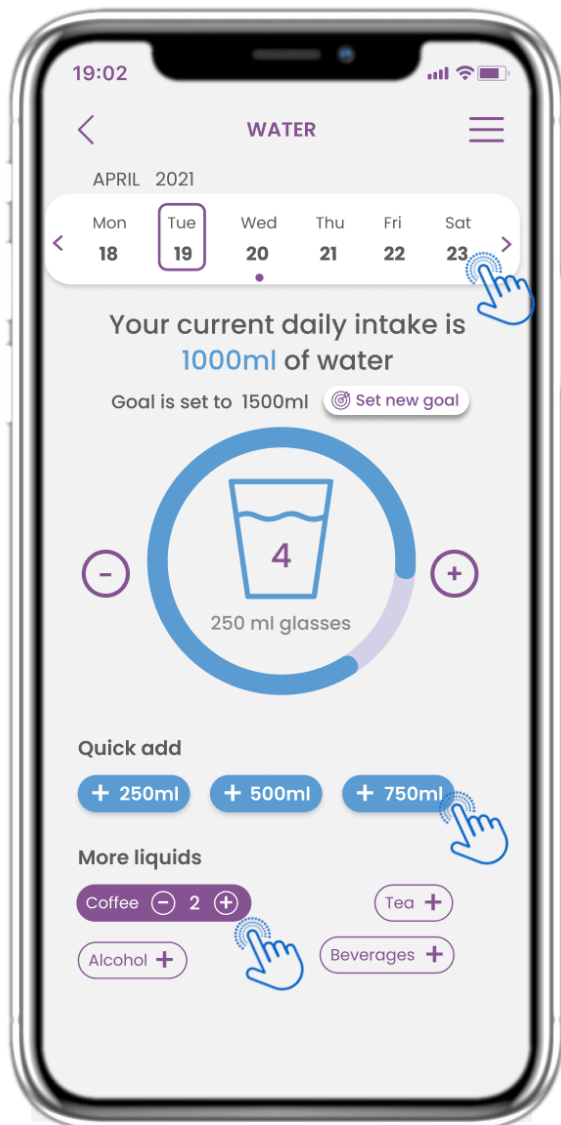 19:02
WATER
APRIL 2021
Mon Tue Wed Thu Fri Sat
18 19 20 21 22 23
Your current daily intake is
1000ml of water
Goal is set to 1500ml Set new goal
4
250 ml glasses
Quick add
+ 250ml + 500ml + 750ml
More liquids
Coffee − 2 + Tea +
Alcohol + Beverages +